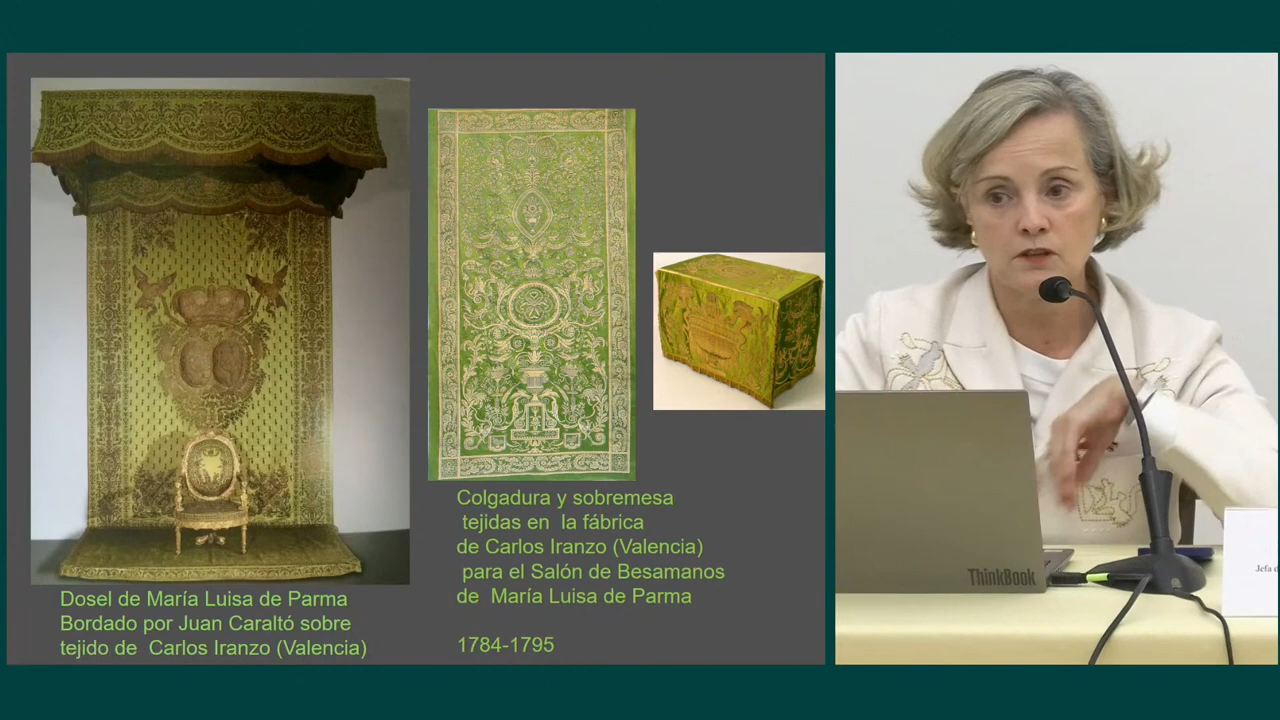 Dosel de María Luisa de Parma
Bordado por Juan Caraltó sobre
tejido de Carlos Iranzo (Valencia)
Colgadura y sobremesa
tejidas en la fábrica
de Carlos Iranzo (Valencia)
para el Salón de Besamanos
de María Luisa de Parma
1784-1795
ThinkBook
Jefa d